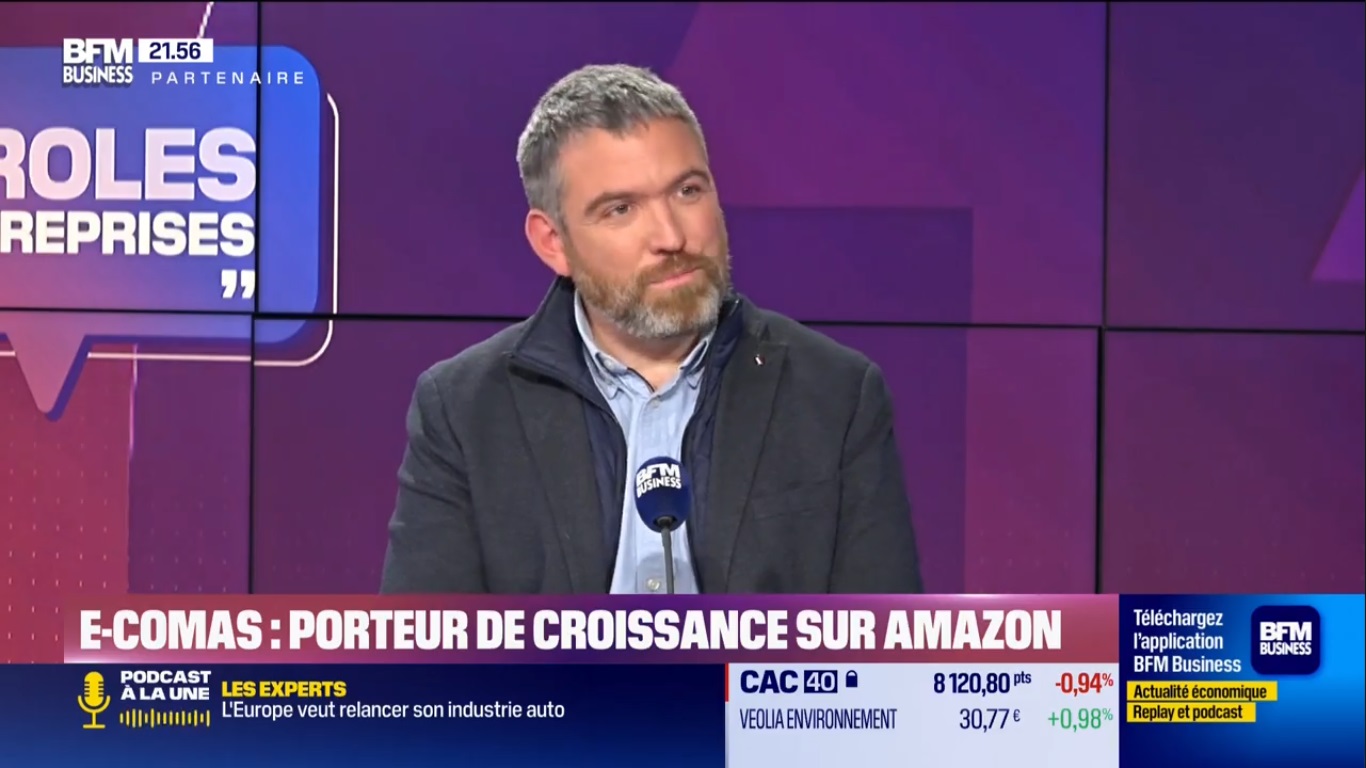 BFM
BUSINESS
21.56
PARTENAIRE
ROLES
REPRISES
”
BFM
BUSINESS
E-COMAS : PORTEUR DE CROISSANCE SUR AMAZON
PODCAST
À LA UNE
LES EXPERTS
L'Europe veut relancer son industrie auto
CAC 40 8 120,80 pts -0,94%
VEOLIA ENVIRONNEMENT 30,77 € +0,98%
Téléchargez
l'application
BFM Business
BFM
BUSINESS
Actualité économique
Replay et podcast